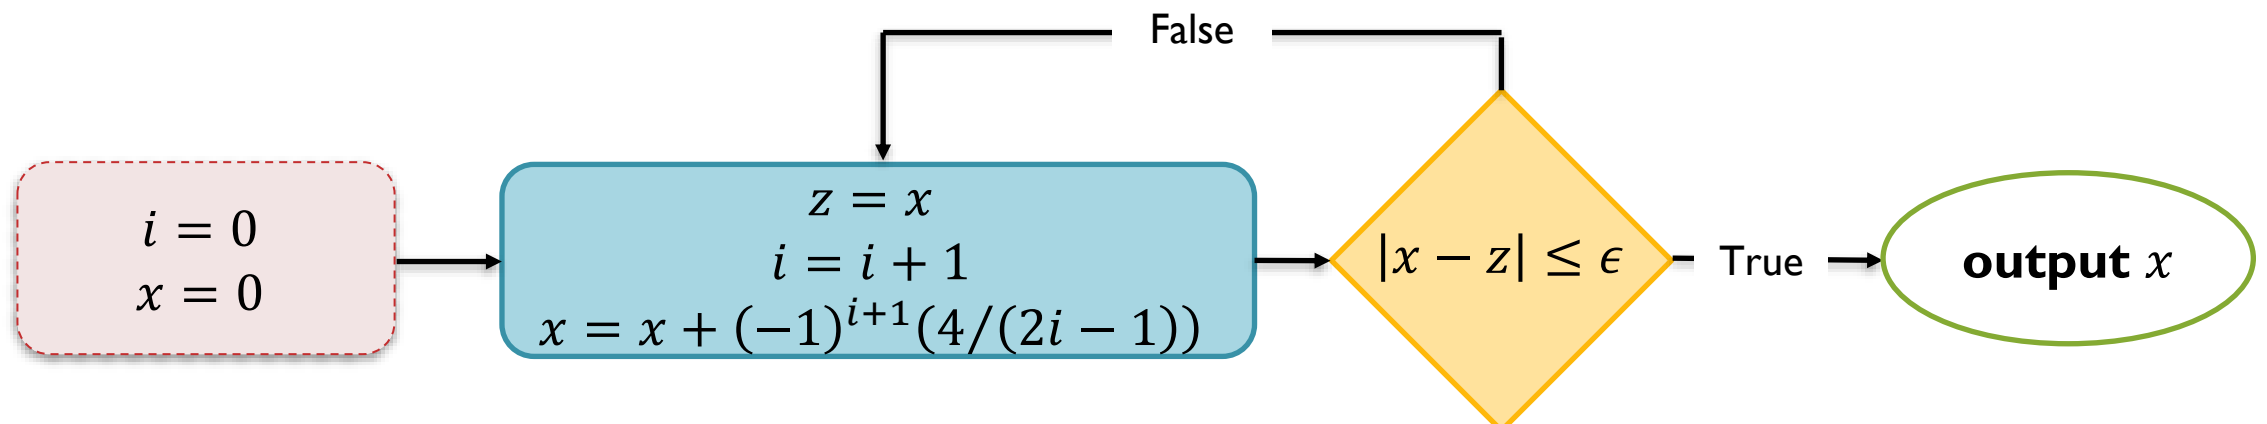 False
i = 0
x = 0
z = x
i = i + 1
x = x + (−1)^{i+1}(4/(2i − 1))
|x − z| ≤ ϵ
True
output x